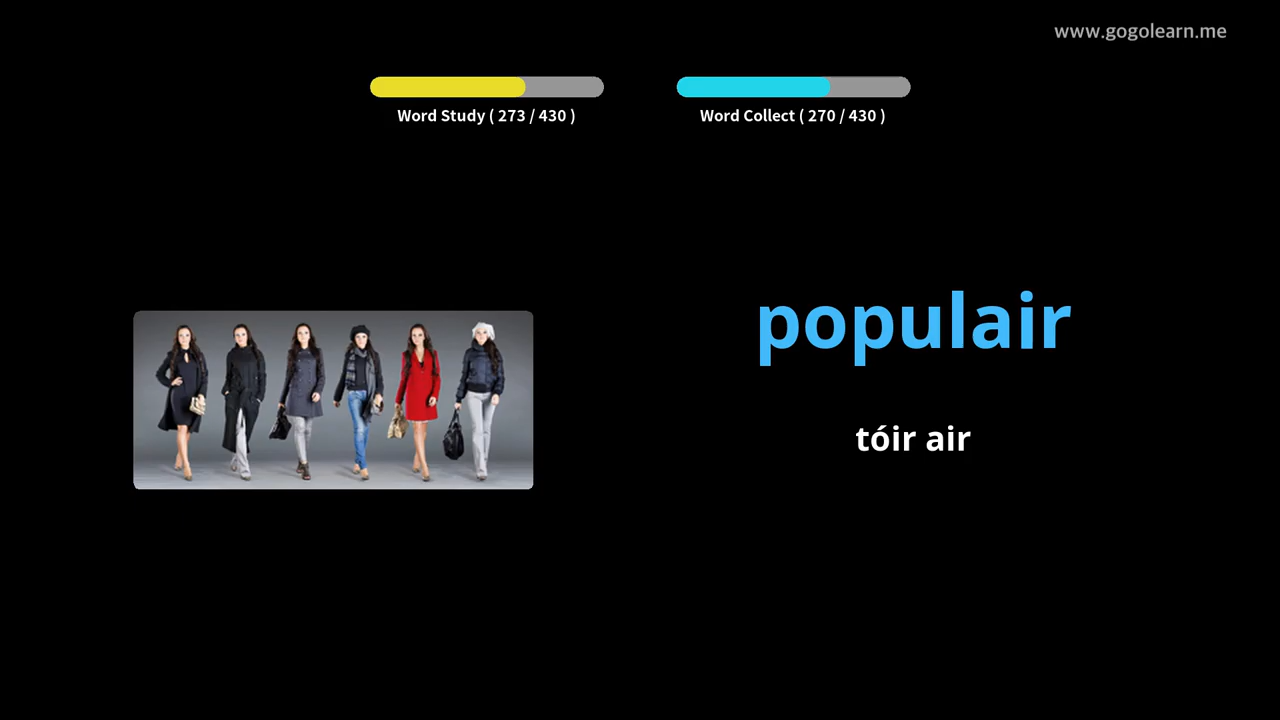 www.gogolearn.me
Word Study ( 273 / 430 )
Word Collect ( 270 / 430 )
populair
tóir air